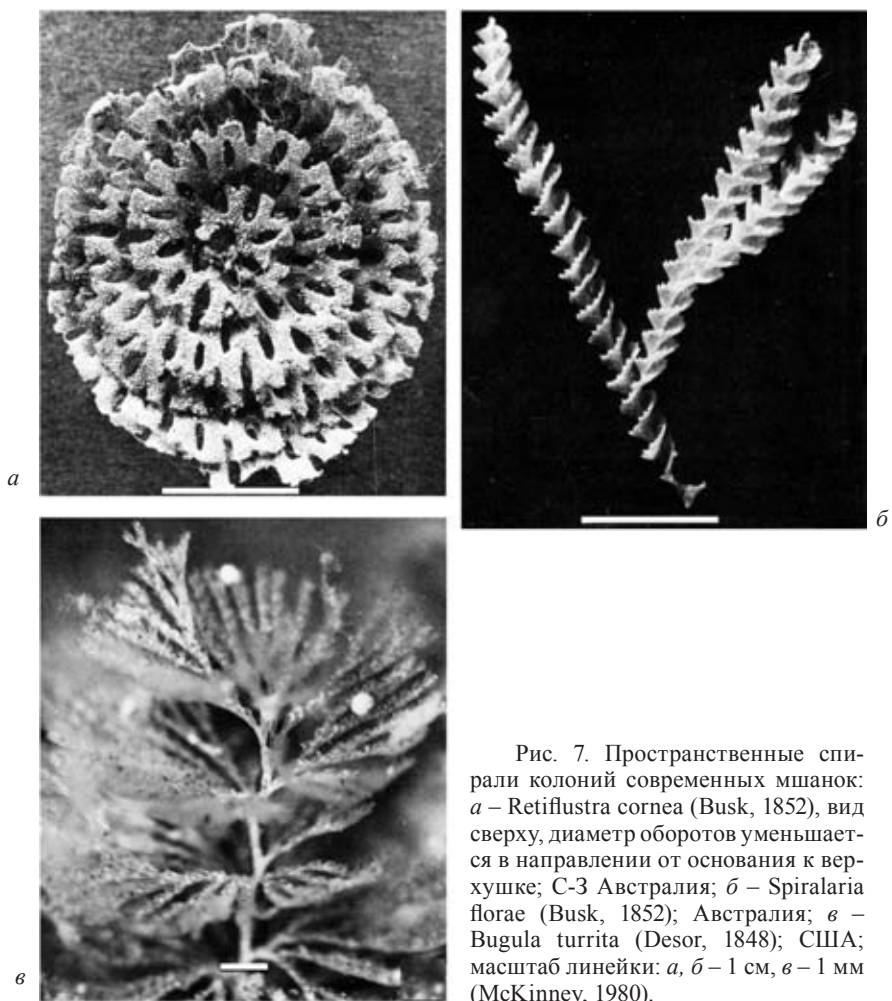 а
б
в
Рис. 7. Пространственные спи-
рали колоний современных мшанок:
а – Retiflustra cornea (Busk, 1852), вид
сверху, диаметр оборотов уменьшает-
ся в направлении от основания к вер-
хушке; С-З Австралия; б – Spiralaria
florae (Busk, 1852); Австралия; в –
Bugula turrita (Desor, 1848); США;
масштаб линейки: а, б – 1 см, в – 1 мм
(McKinney, 1980).